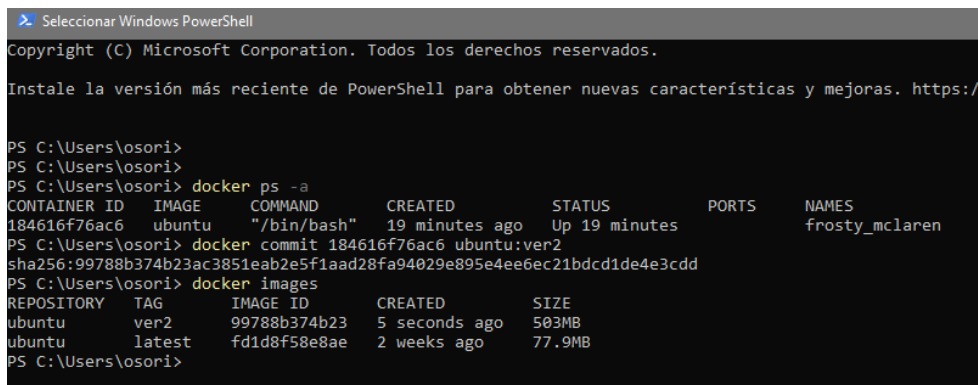 Seleccionar Windows PowerShell
Copyright (C) Microsoft Corporation. Todos los derechos reservados.
Instale la versión más reciente de PowerShell para obtener nuevas características y mejoras. https:/
PS C:\Users\osori>
PS C:\Users\osori>
PS C:\Users\osori> docker ps -a
CONTAINER ID IMAGE COMMAND CREATED STATUS PORTS NAMES
184616f76ac6 ubuntu "/bin/bash" 19 minutes ago Up 19 minutes frosty_mclaren
PS C:\Users\osori> docker commit 184616f76ac6 ubuntu:ver2
sha256:99788b374b23ac3851eab2e5f1aad28fa94029e895e4ee6ec21bdcd1de4e3cdd
PS C:\Users\osori> docker images
REPOSITORY TAG IMAGE ID CREATED SIZE
ubuntu ver2 99788b374b23 5 seconds ago 503MB
ubuntu latest fd1d8f58e8ae 2 weeks ago 77.9MB
PS C:\Users\osori>